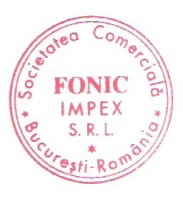 Societatea Comercială
FONIC
IMPEX
S. R. L.
* București-România *